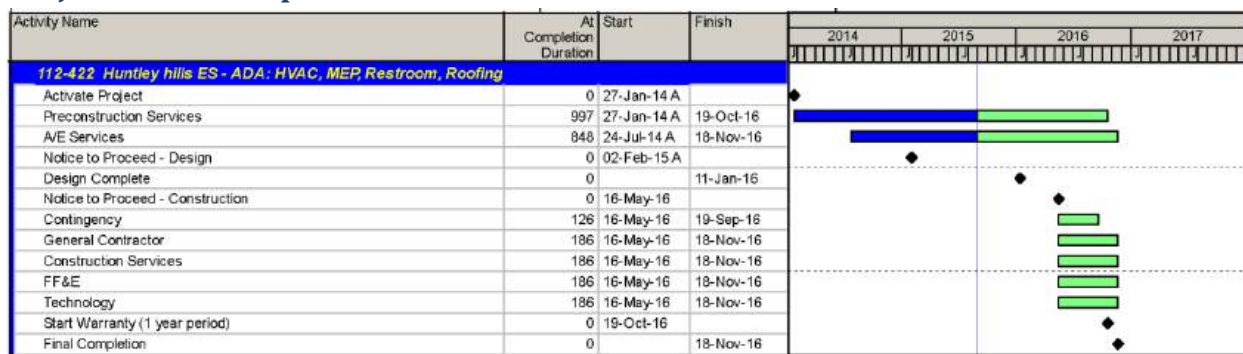 Activity Name At Completion Duration Start Finish
2014 2015 2016 2017
J J J J J J J
112-422 Huntley hills ES - ADA: HVAC, MEP, Restroom, Roofing
Activate Project 0 27-Jan-14 A
Preconstruction Services 997 27-Jan-14 A 19-Oct-16
A/E Services 848 24-Jul-14 A 18-Nov-16
Notice to Proceed - Design 0 02-Feb-15 A
Design Complete 0 11-Jan-16
Notice to Proceed - Construction 0 16-May-16
Contingency 126 16-May-16 19-Sep-16
General Contractor 186 16-May-16 18-Nov-16
Construction Services 186 16-May-16 18-Nov-16
FF&E 186 16-May-16 18-Nov-16
Technology 186 16-May-16 18-Nov-16
Start Warranty (1 year period) 0 19-Oct-16
Final Completion 0 18-Nov-16